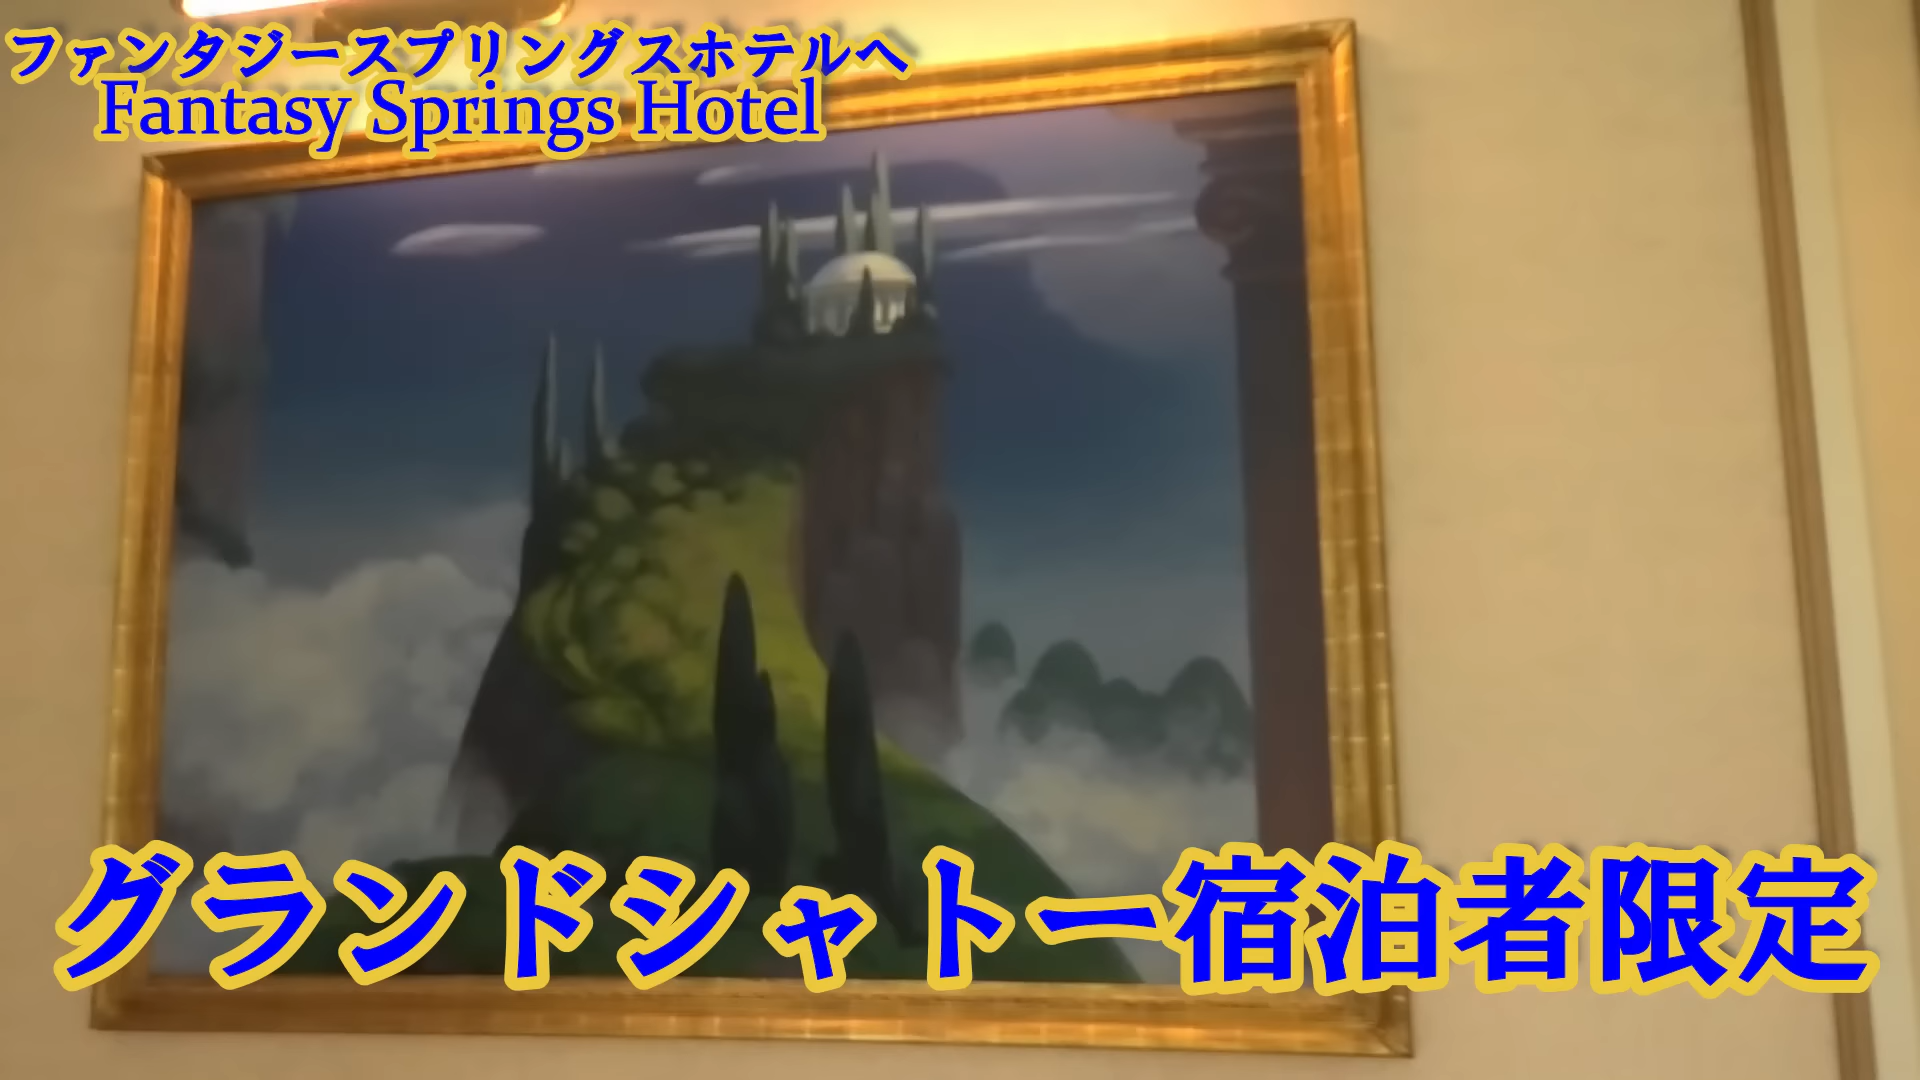 ファンタジースプリングスホテルへ
Fantasy Springs Hotel
グランドシャトー宿泊者限定